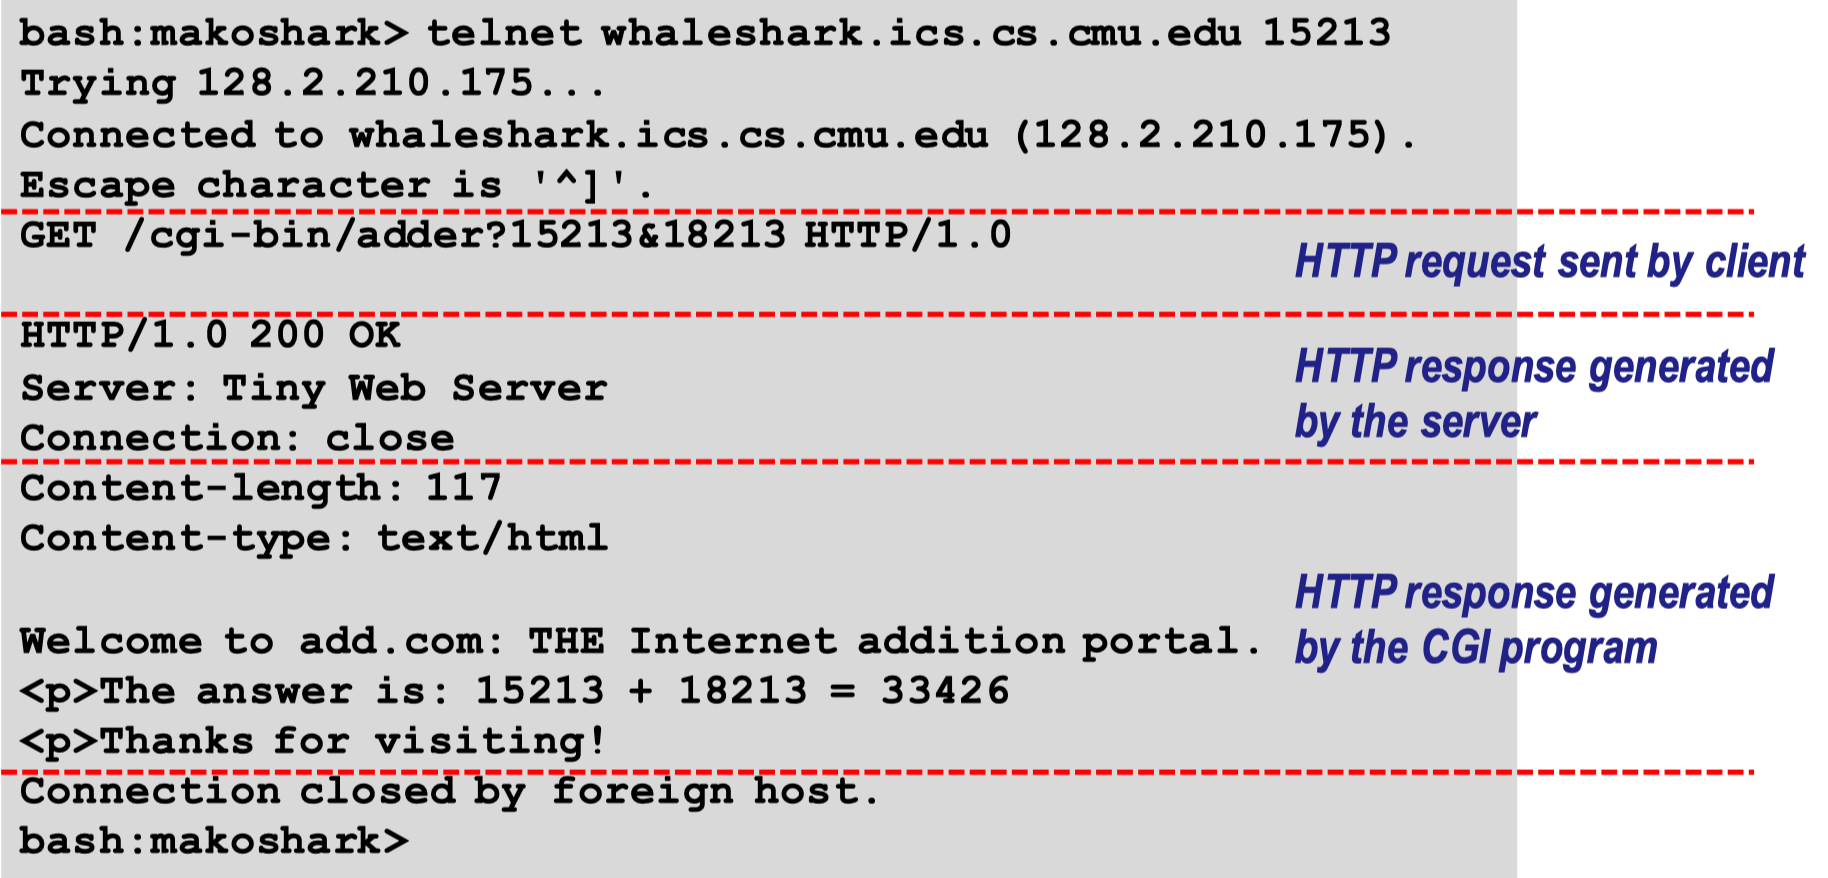 bash:makoshark> telnet whaleshark.ics.cs.cmu.edu 15213
Trying 128.2.210.175...
Connected to whaleshark.ics.cs.cmu.edu (128.2.210.175).
Escape character is '^]'.
GET /cgi-bin/adder?15213&18213 HTTP/1.0
HTTP request sent by client
HTTP/1.0 200 OK
Server: Tiny Web Server
Connection: close
HTTP response generated
by the server
Content-length: 117
Content-type: text/html
Welcome to add.com: THE Internet addition portal.
<p>The answer is: 15213 + 18213 = 33426
<p>Thanks for visiting!
HTTP response generated
by the CGI program
Connection closed by foreign host.
bash:makoshark>